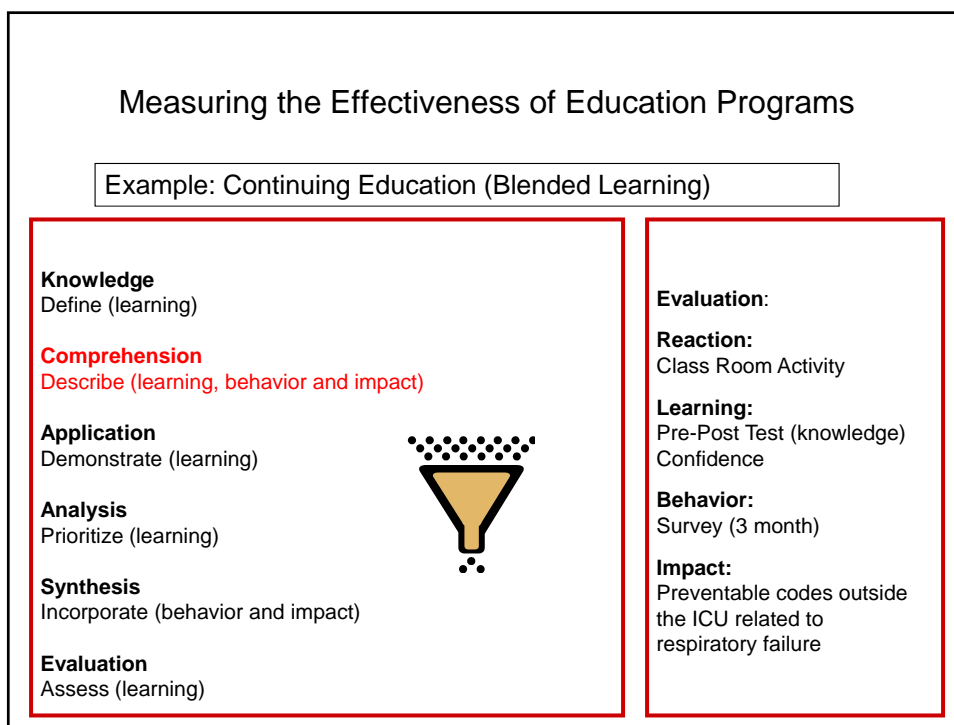 Measuring the Effectiveness of Education Programs
Example: Continuing Education (Blended Learning)
Knowledge
Define (learning)
Comprehension
Describe (learning, behavior and impact)
Application
Demonstrate (learning)
Analysis
Prioritize (learning)
Synthesis
Incorporate (behavior and impact)
Evaluation
Assess (learning)
Evaluation:
Reaction:
Class Room Activity
Learning:
Pre-Post Test (knowledge)
Confidence
Behavior:
Survey (3 month)
Impact:
Preventable codes outside
the ICU related to
respiratory failure